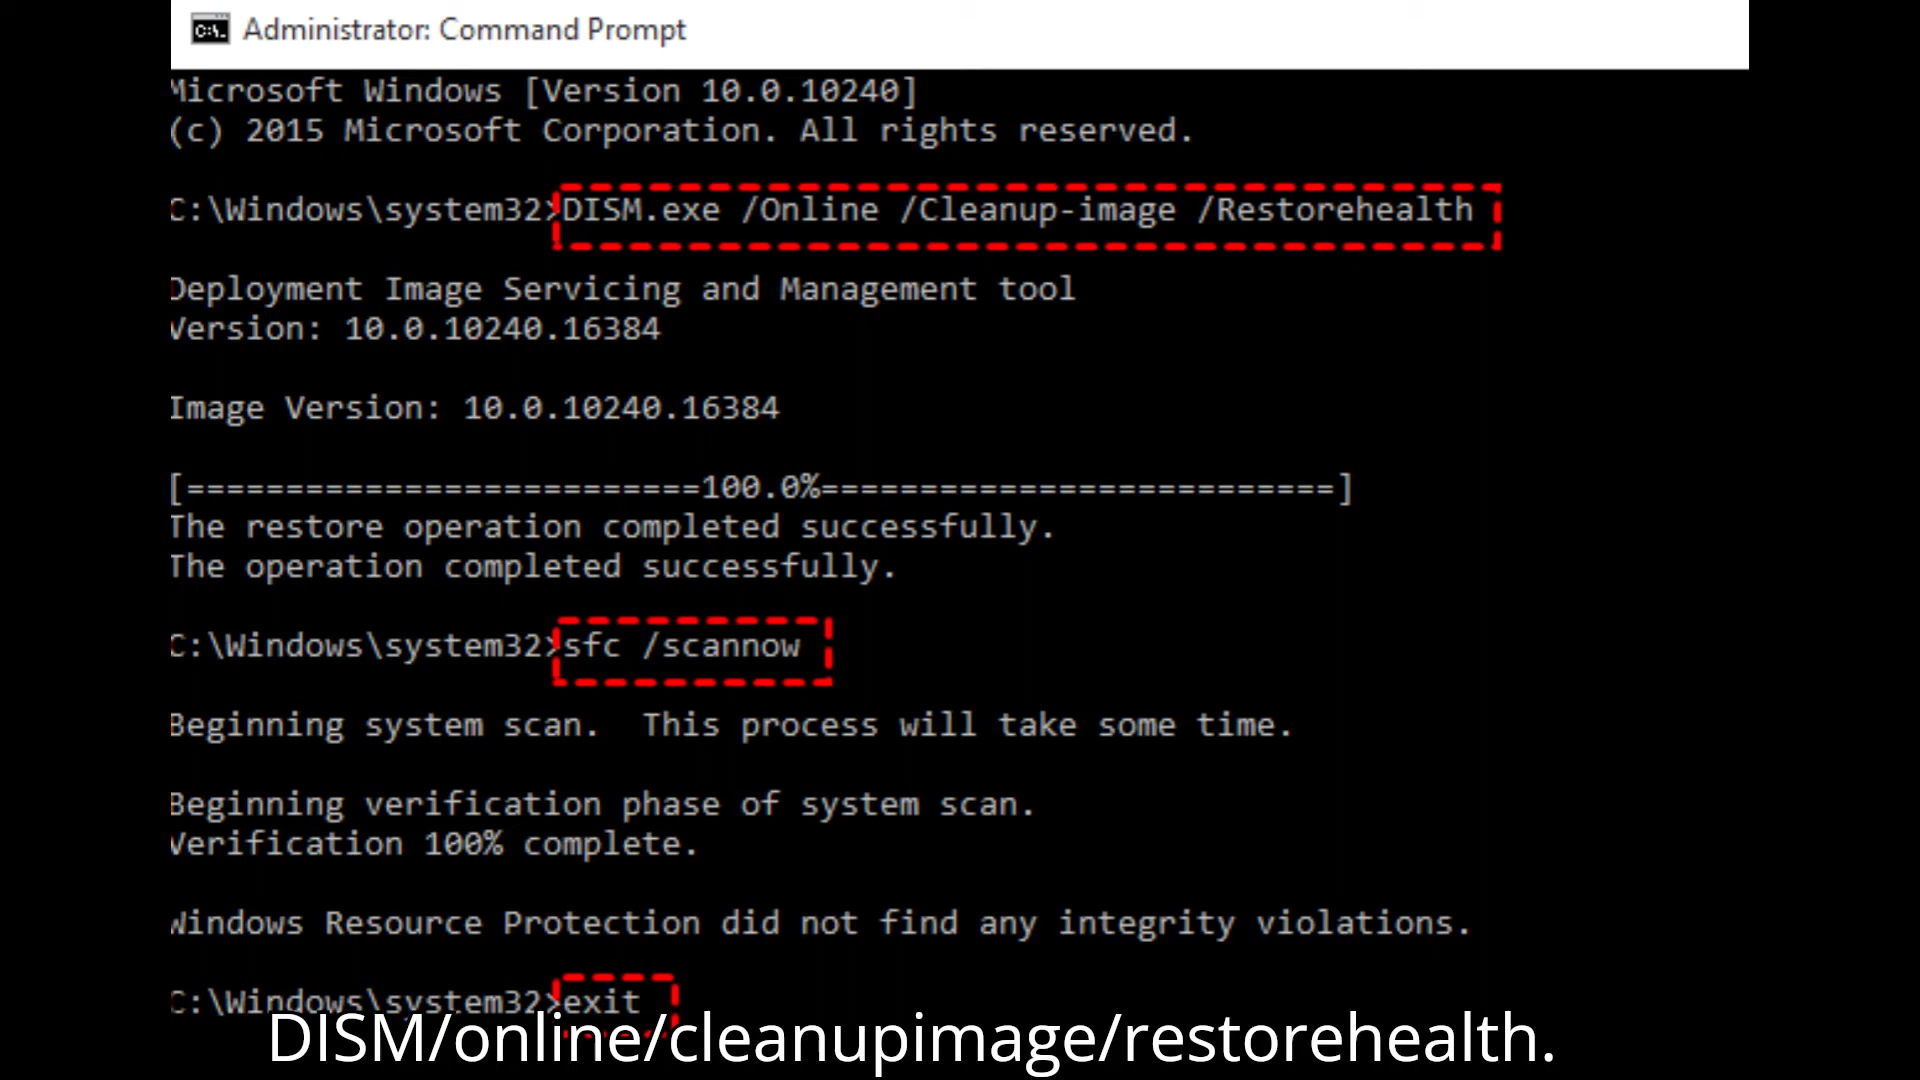 Administrator: Command Prompt
Microsoft Windows [Version 10.0.10240]
(c) 2015 Microsoft Corporation. All rights reserved.
C:\Windows\system32>DISM.exe /Online /Cleanup-image /Restorehealth
Deployment Image Servicing and Management tool
Version: 10.0.10240.16384
Image Version: 10.0.10240.16384
[==========================100.0%==========================]
The restore operation completed successfully.
The operation completed successfully.
C:\Windows\system32>sfc /scannow
Beginning system scan.  This process will take some time.
Beginning verification phase of system scan.
Verification 100% complete.
Windows Resource Protection did not find any integrity violations.
C:\Windows\system32>exit
DISM/online/cleanupimage/restorehealth.